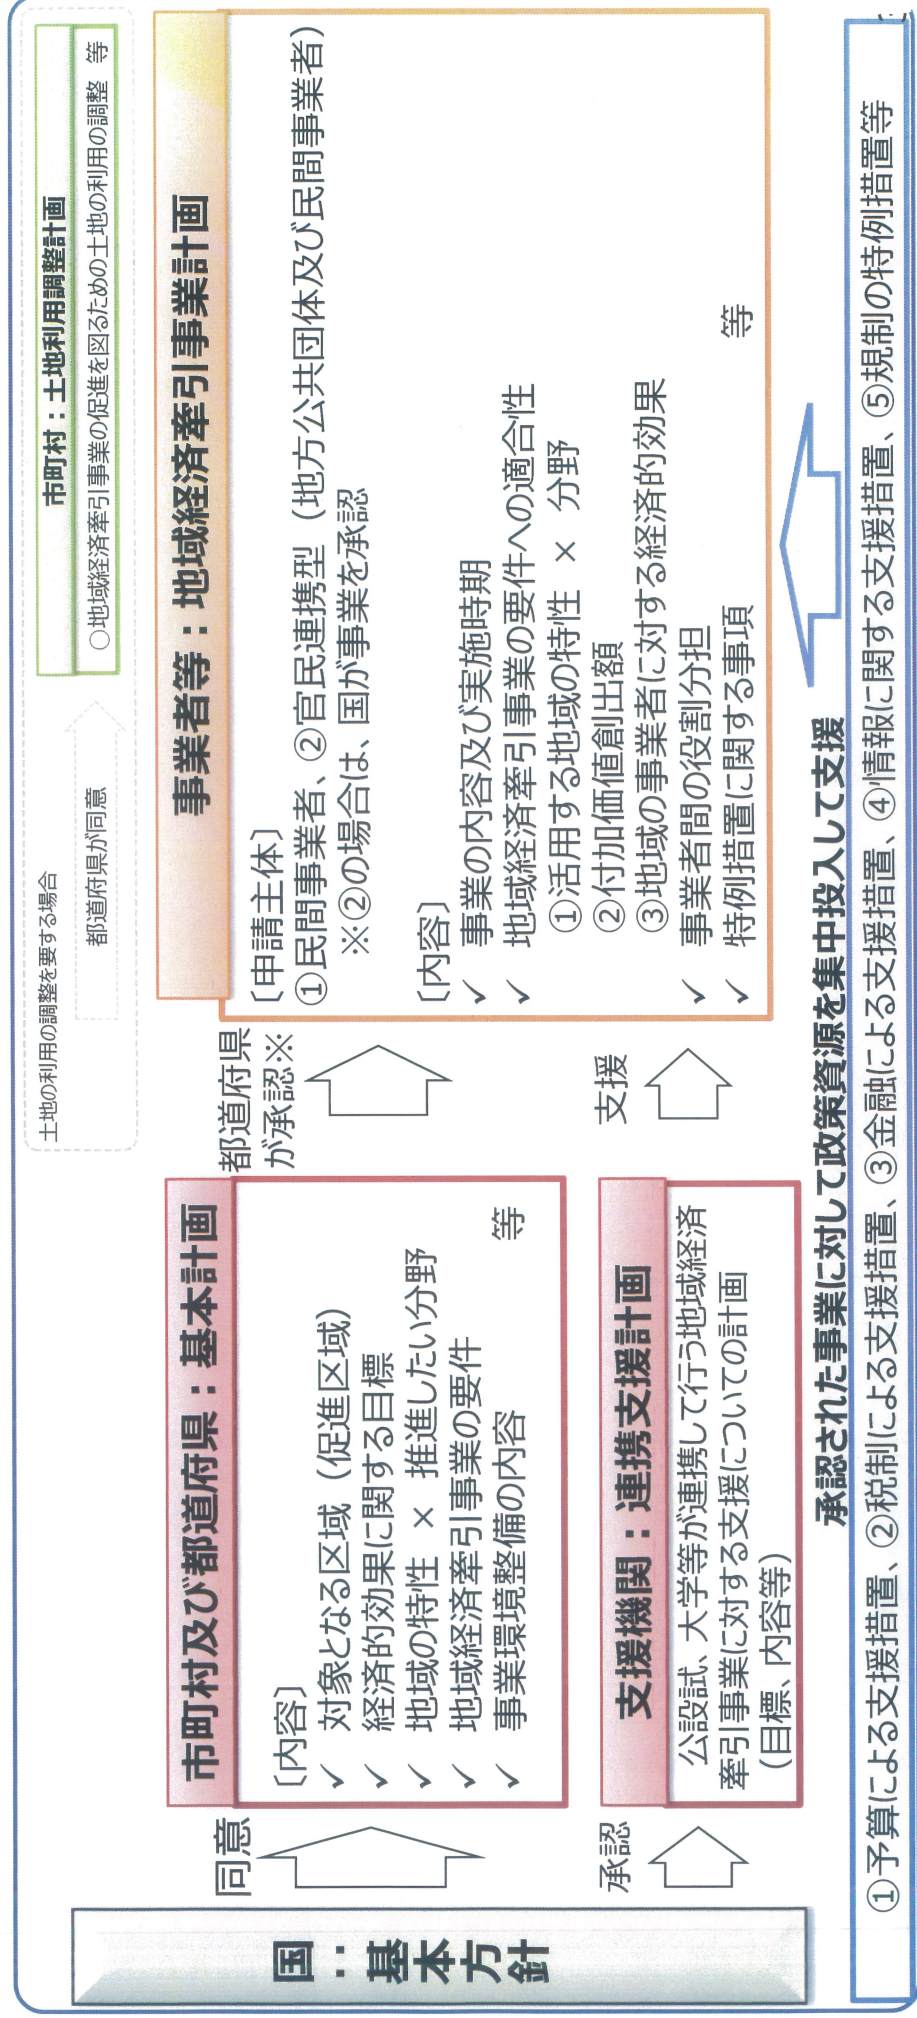 国：基本方針
同意
市町村及び都道府県：基本計画
〔内容〕
✓ 対象となる区域（促進区域）
✓ 経済的効果に関する目標
✓ 地域の特性 × 推進したい分野
✓ 地域経済牽引事業の要件
✓ 事業環境整備の内容
等
承認
支援機関：連携支援計画
公設試、大学等が連携して行う地域経済
牽引事業に対する支援についての計画
（目標、内容等）
土地の利用の調整を要する場合
都道府県が同意
市町村：土地利用調整計画
○地域経済牽引事業の促進を図るための土地の利用の調整 等
都道府県
が承認※
支援
事業者等：地域経済牽引事業計画
〔申請主体〕
①民間事業者、②官民連携型（地方公共団体及び民間事業者）
※②の場合は、国が事業を承認
〔内容〕
✓ 事業の内容及び実施時期
✓ 地域経済牽引事業の要件への適合性
①活用する地域の特性 × 分野
②付加価値創出額
③地域の事業者に対する経済的効果
✓ 事業者間の役割分担
✓ 特例措置に関する事項
等
承認された事業に対して政策資源を集中投入して支援
①予算による支援措置、②税制による支援措置、③金融による支援措置、④情報に関する支援措置、⑤規制の特例措置等